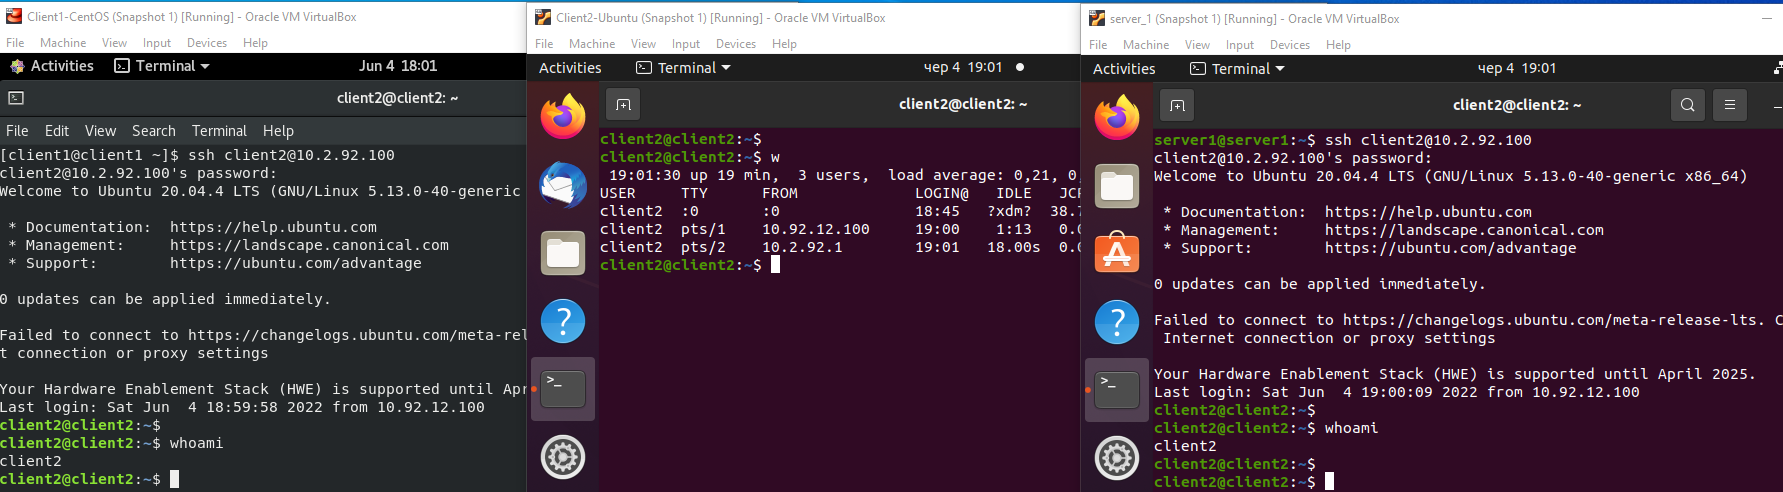 Client1-CentOS (Snapshot 1) [Running] - Oracle VM VirtualBox
File Machine View Input Devices Help
Activities Terminal Jun 4 18:01
client2@client2: ~
File Edit View Search Terminal Help
[client1@client1 ~]$ ssh client2@10.2.92.100
client2@10.2.92.100's password:
Welcome to Ubuntu 20.04.4 LTS (GNU/Linux 5.13.0-40-generic
* Documentation: https://help.ubuntu.com
* Management: https://landscape.canonical.com
* Support: https://ubuntu.com/advantage
0 updates can be applied immediately.
Failed to connect to https://changelogs.ubuntu.com/meta-rel
t connection or proxy settings
Your Hardware Enablement Stack (HWE) is supported until Apr
Last login: Sat Jun  4 18:59:58 2022 from 10.92.12.100
client2@client2:~$
client2@client2:~$ whoami
client2
client2@client2:~$
Client2-Ubuntu (Snapshot 1) [Running] - Oracle VM VirtualBox
File Machine View Input Devices Help
Activities Terminal чер 4 19:01
client2@client2: ~
client2@client2:~$
client2@client2:~$ w
19:01:30 up 19 min,  3 users,  load average: 0,21, 0,
USER TTY FROM LOGIN@ IDLE JCP
client2 :0 :0 18:45 ?xdm? 38.7
client2 pts/1 10.92.12.100 19:00 1:13 0.0
client2 pts/2 10.2.92.1 19:01 18.00s 0.0
client2@client2:~$
server_1 (Snapshot 1) [Running] - Oracle VM VirtualBox
File Machine View Input Devices Help
Activities Terminal чер 4 19:01
client2@client2: ~
server1@server1:~$ ssh client2@10.2.92.100
client2@10.2.92.100's password:
Welcome to Ubuntu 20.04.4 LTS (GNU/Linux 5.13.0-40-generic x86_64)
* Documentation: https://help.ubuntu.com
* Management: https://landscape.canonical.com
* Support: https://ubuntu.com/advantage
0 updates can be applied immediately.
Failed to connect to https://changelogs.ubuntu.com/meta-release-lts. C
Internet connection or proxy settings
Your Hardware Enablement Stack (HWE) is supported until April 2025.
Last login: Sat Jun  4 19:00:09 2022 from 10.92.12.100
client2@client2:~$
client2@client2:~$ whoami
client2
client2@client2:~$
client2@client2:~$